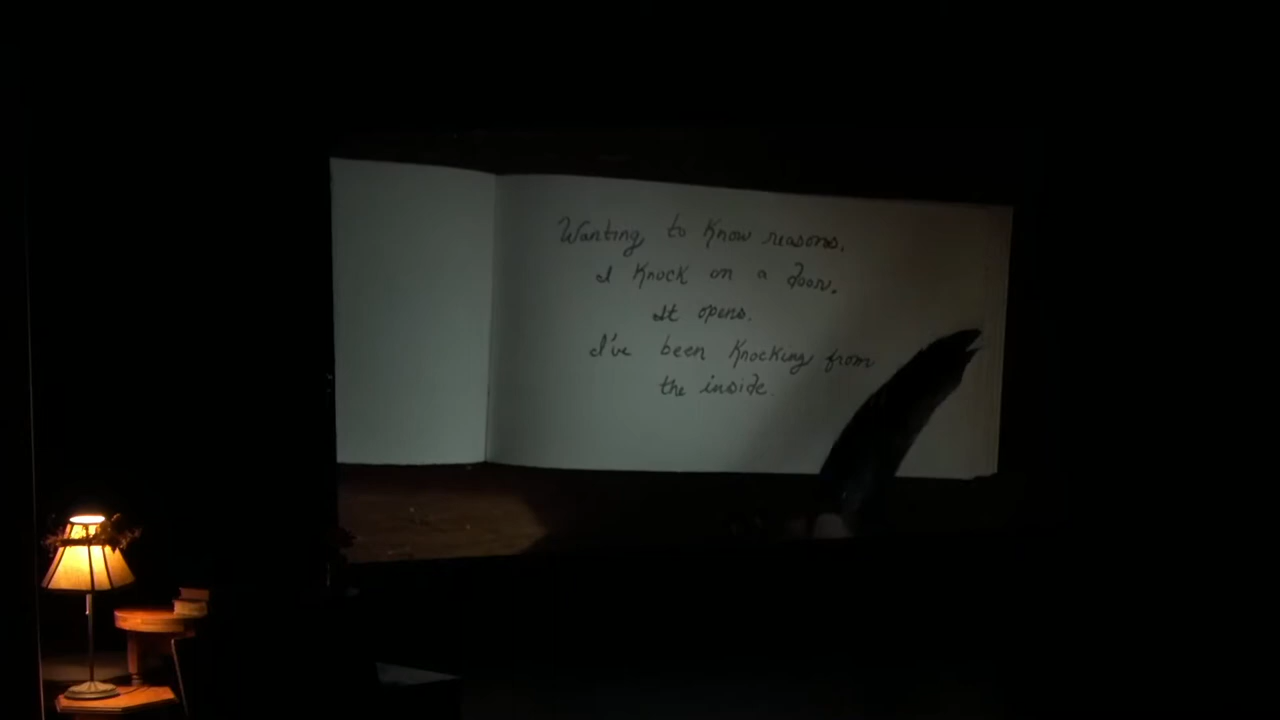 Wanting to know reasons,
I knock on a door.
It opens.
I've been knocking from
the inside.